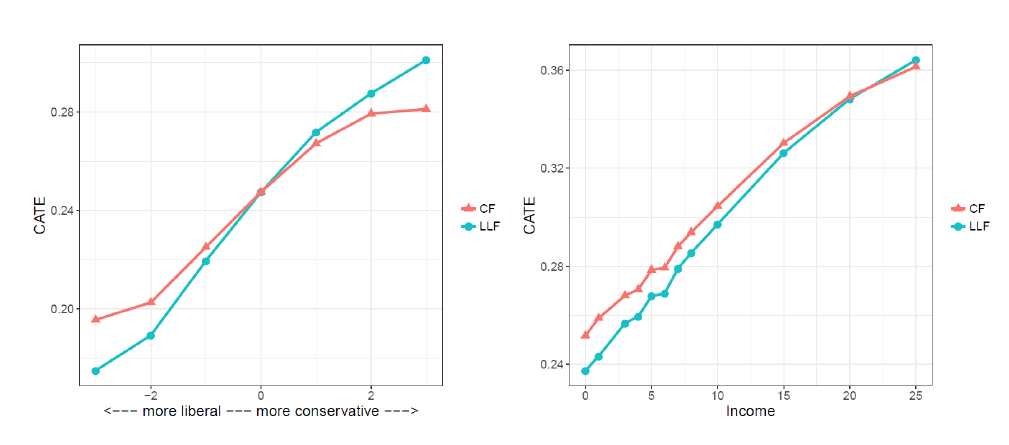 0.28
0.24
0.20
CATE
-2 0 2
<--- more liberal --- more conservative --->
CF
LLF
0.36
0.32
0.28
0.24
CATE
0 5 10 15 20 25
Income
CF
LLF